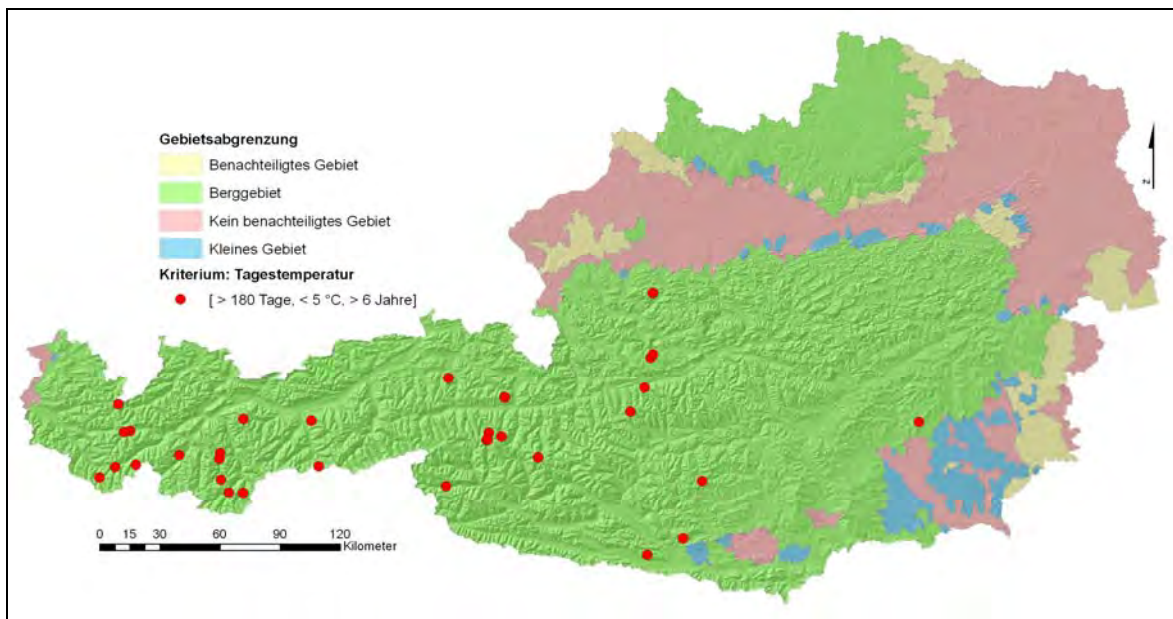 Gebietsabgrenzung
Benachteiligtes Gebiet
Berggebiet
Kein benachteiligtes Gebiet
Kleines Gebiet
Kriterium: Tagestemperatur
[ > 180 Tage, < 5 °C, > 6 Jahre]
N
0 15 30 60 90 120
Kilometer